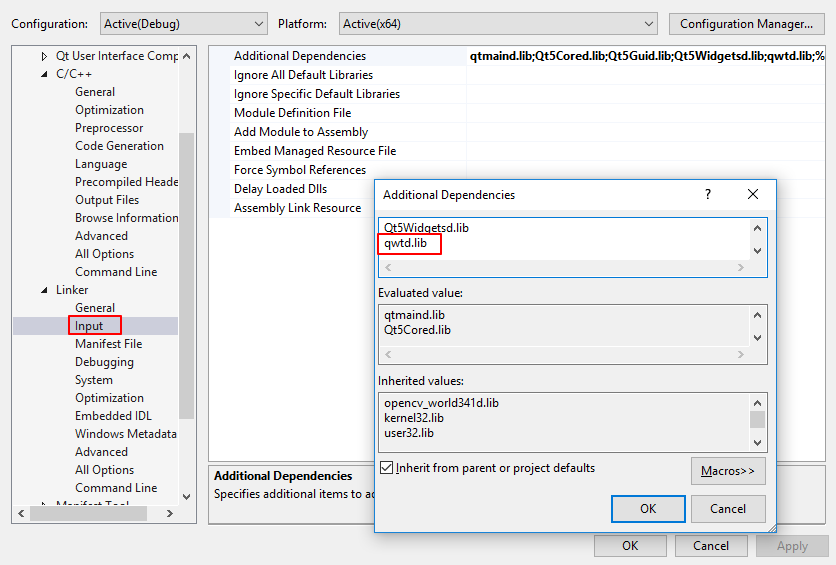 Configuration: Active(Debug) Platform: Active(x64) Configuration Manager...
Qt User Interface Comp
C/C++
General
Optimization
Preprocessor
Code Generation
Language
Precompiled Heade
Output Files
Browse Information
Advanced
All Options
Command Line
Linker
General
Input
Manifest File
Debugging
System
Optimization
Embedded IDL
Windows Metadata
Advanced
All Options
Command Line
Manifest Tool
Additional Dependencies qtmaind.lib;Qt5Cored.lib;Qt5Guid.lib;Qt5Widgetsd.lib;qwtd.lib;%
Ignore All Default Libraries
Ignore Specific Default Libraries
Module Definition File
Add Module to Assembly
Embed Managed Resource File
Force Symbol References
Delay Loaded Dlls
Assembly Link Resource
Additional Dependencies
Specifies additional items to ad
Additional Dependencies ?
Qt5Widgetsd.lib
qwtd.lib
Evaluated value:
qtmaind.lib
Qt5Cored.lib
Inherited values:
opencv_world341d.lib
kernel32.lib
user32.lib
Inherit from parent or project defaults
Macros>>
OK Cancel
OK Cancel Apply